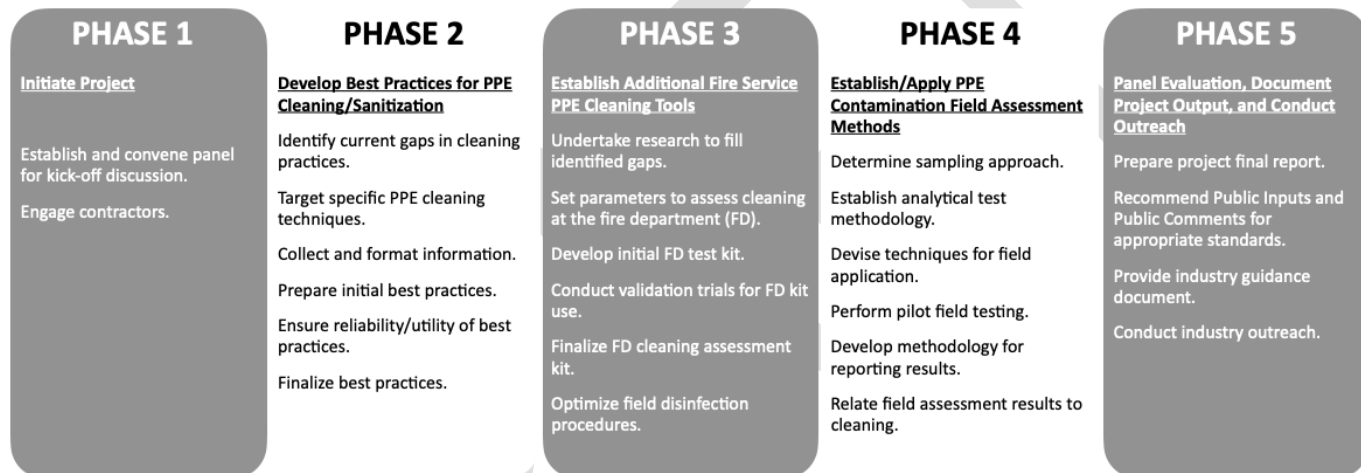 PHASE 1
Initiate Project
Establish and convene panel
for kick-off discussion.
Engage contractors.
PHASE 2
Develop Best Practices for PPE
Cleaning/Sanitization
Identify current gaps in cleaning
practices.
Target specific PPE cleaning
techniques.
Collect and format information.
Prepare initial best practices.
Ensure reliability/utility of best
practices.
Finalize best practices.
PHASE 3
Establish Additional Fire Service
PPE Cleaning Tools
Undertake research to fill
identified gaps.
Set parameters to assess cleaning
at the fire department (FD).
Develop initial FD test kit.
Conduct validation trials for FD kit
use.
Finalize FD cleaning assessment
kit.
Optimize field disinfection
procedures.
PHASE 4
Establish/Apply PPE
Contamination Field Assessment
Methods
Determine sampling approach.
Establish analytical test
methodology.
Devise techniques for field
application.
Perform pilot field testing.
Develop methodology for
reporting results.
Relate field assessment results to
cleaning.
PHASE 5
Panel Evaluation, Document
Project Output, and Conduct
Outreach
Prepare project final report.
Recommend Public Inputs and
Public Comments for
appropriate standards.
Provide industry guidance
document.
Conduct industry outreach.